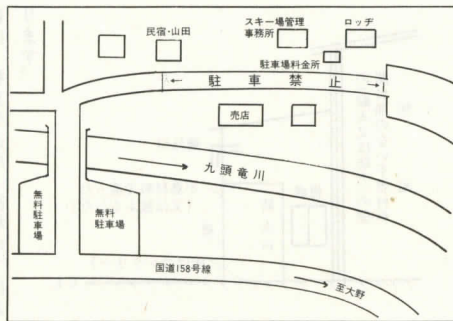 スキー場管理
事務所
ロッヂ
民宿・山田
駐車場料金所
← 駐車禁止 →
売店
九頭竜川
無料
駐車場
無料
駐車場
国道158号線
至大野